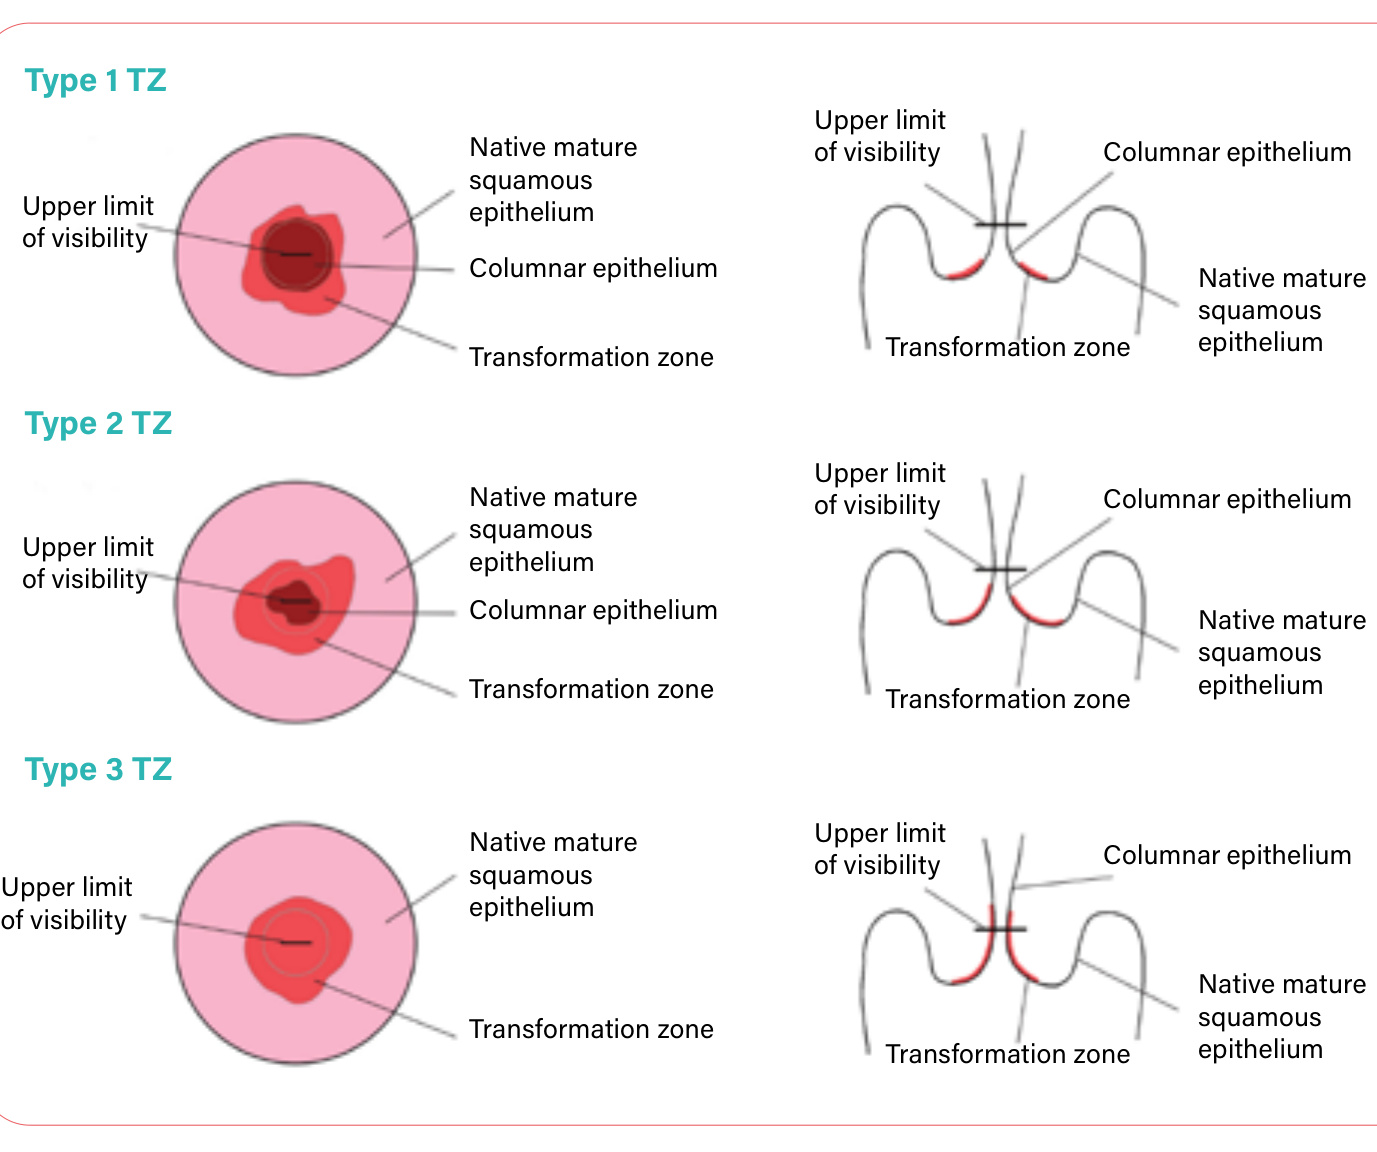 Type 1 TZ
Upper limit
of visibility
Native mature
squamous
epithelium
Columnar epithelium
Transformation zone
Upper limit
of visibility
Columnar epithelium
Native mature
squamous
epithelium
Transformation zone
Type 2 TZ
Upper limit
of visibility
Native mature
squamous
epithelium
Columnar epithelium
Transformation zone
Upper limit
of visibility
Columnar epithelium
Native mature
squamous
epithelium
Transformation zone
Type 3 TZ
Upper limit
of visibility
Native mature
squamous
epithelium
Transformation zone
Upper limit
of visibility
Columnar epithelium
Native mature
squamous
epithelium
Transformation zone